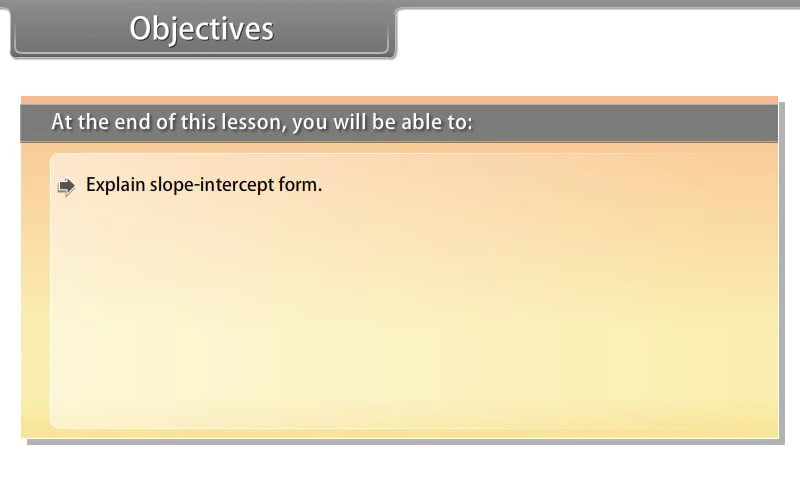 Objectives
At the end of this lesson, you will be able to:
Explain slope-intercept form.